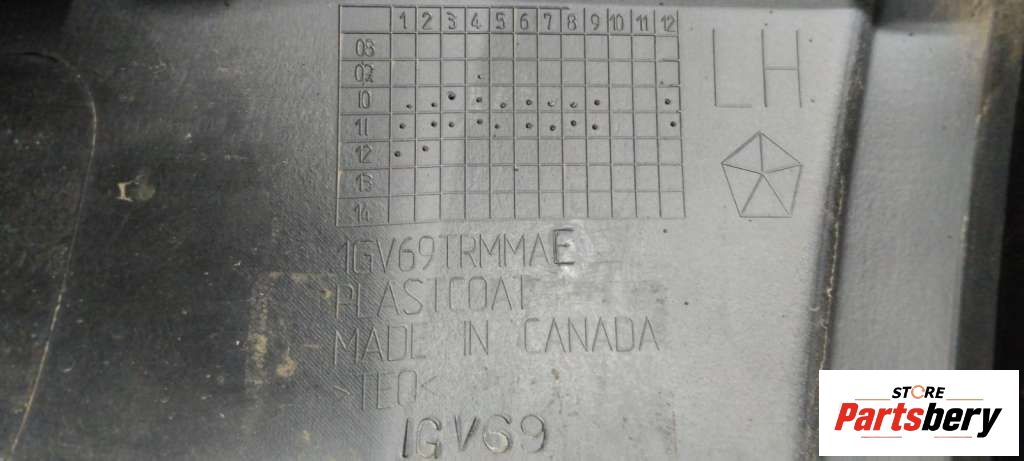 1 2 3 4 5 6 7 8 9 10 11 12
08
09
10
11
12
13
14
LH
1GV69TRMMAE
PLASTCOAT
MADE IN CANADA
>TEO<
1GV69
STORE
Partsbery